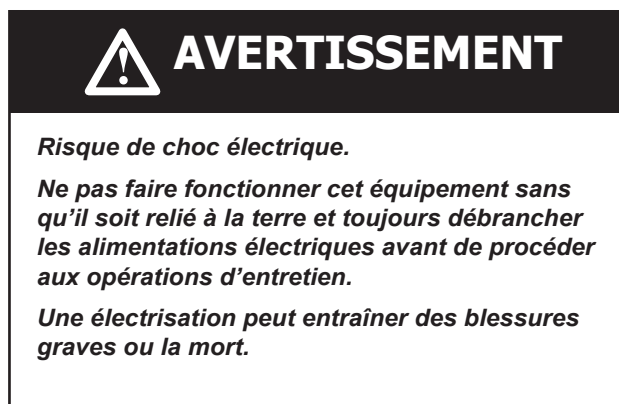 AVERTISSEMENT
Risque de choc électrique.
Ne pas faire fonctionner cet équipement sans
qu’il soit relié à la terre et toujours débrancher
les alimentations électriques avant de procéder
aux opérations d’entretien.
Une électrisation peut entraîner des blessures
graves ou la mort.